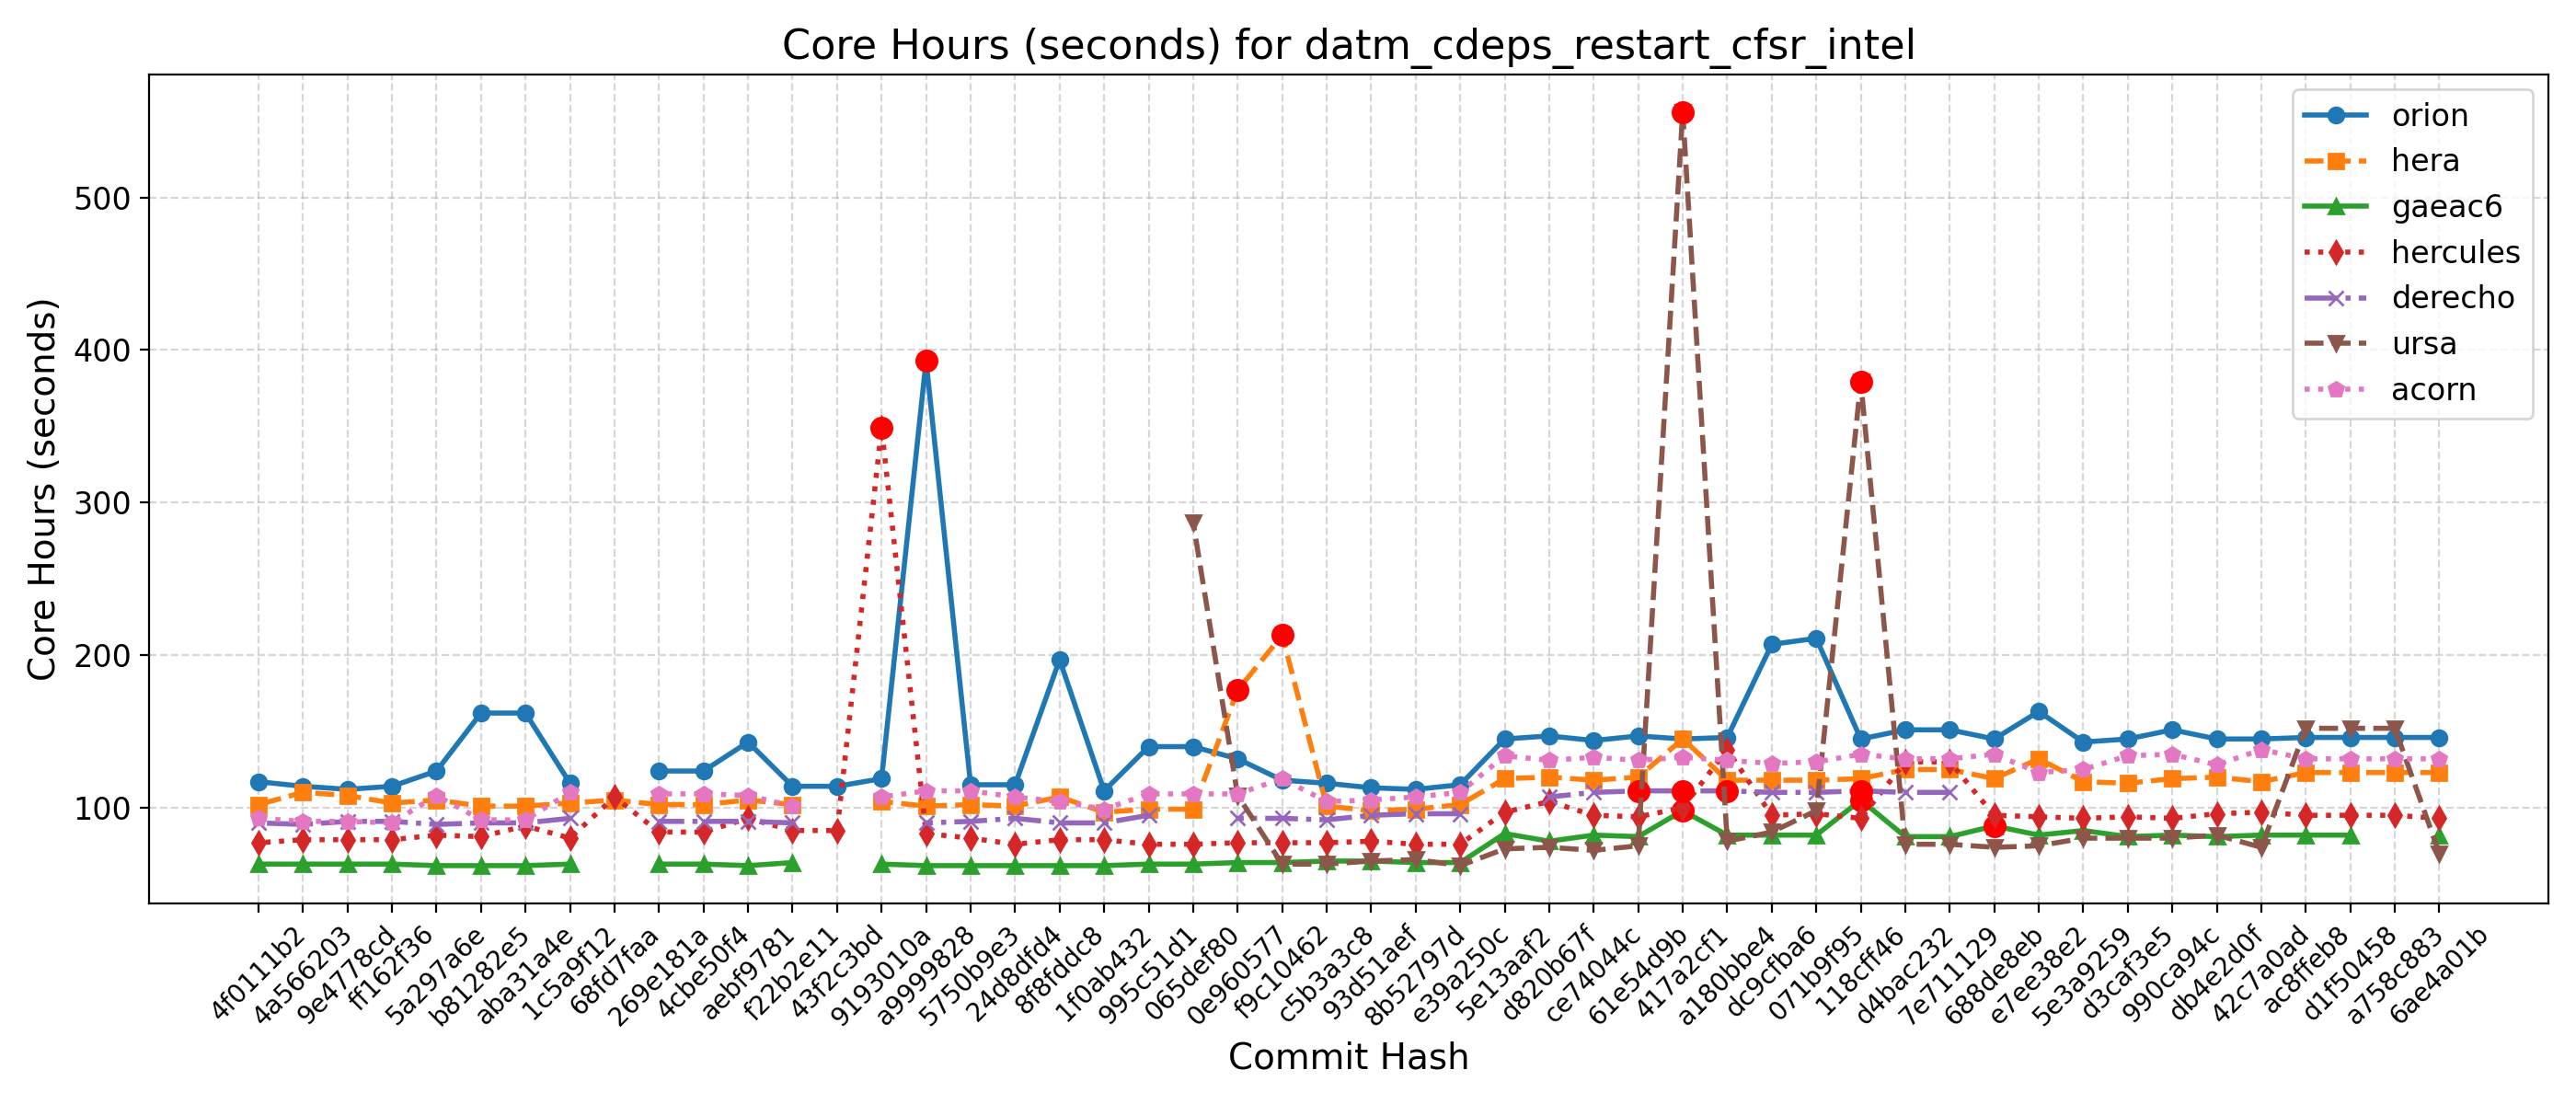 Core Hours (seconds) for datm_cdeps_restart_cfsr_intel
Core Hours (seconds)
500
400
300
200
100
orion
hera
gaeac6
hercules
derecho
ursa
acorn
4f0111b2
4a566203
9e4778cd
ff162f36
5a297a6e
b81282e5
aba31a4e
1c5a9f12
68fd7faa
269e181a
4cbe50f4
aebf9781
f22b2e11
43f2c3bd
9193010a
a9999828
5750b9e3
24d8dfd4
8f8fddc8
1f0ab432
995c51d1
065def80
0e960577
f9c10462
c5b3a3c8
93d51aef
8b52797d
e39a250c
5e13aaf2
d820b67f
ce74044c
61e54d9b
417a2cf1
a180bbe4
dc9cfba6
071b9f95
118cff46
d4bac232
7e711129
688de8eb
e7ee38e2
5e3a9259
d3caf3e5
990ca94c
db4e2d0f
42c7a0ad
ac8ffeb8
d1f50458
a758c883
6ae4a01b
Commit Hash